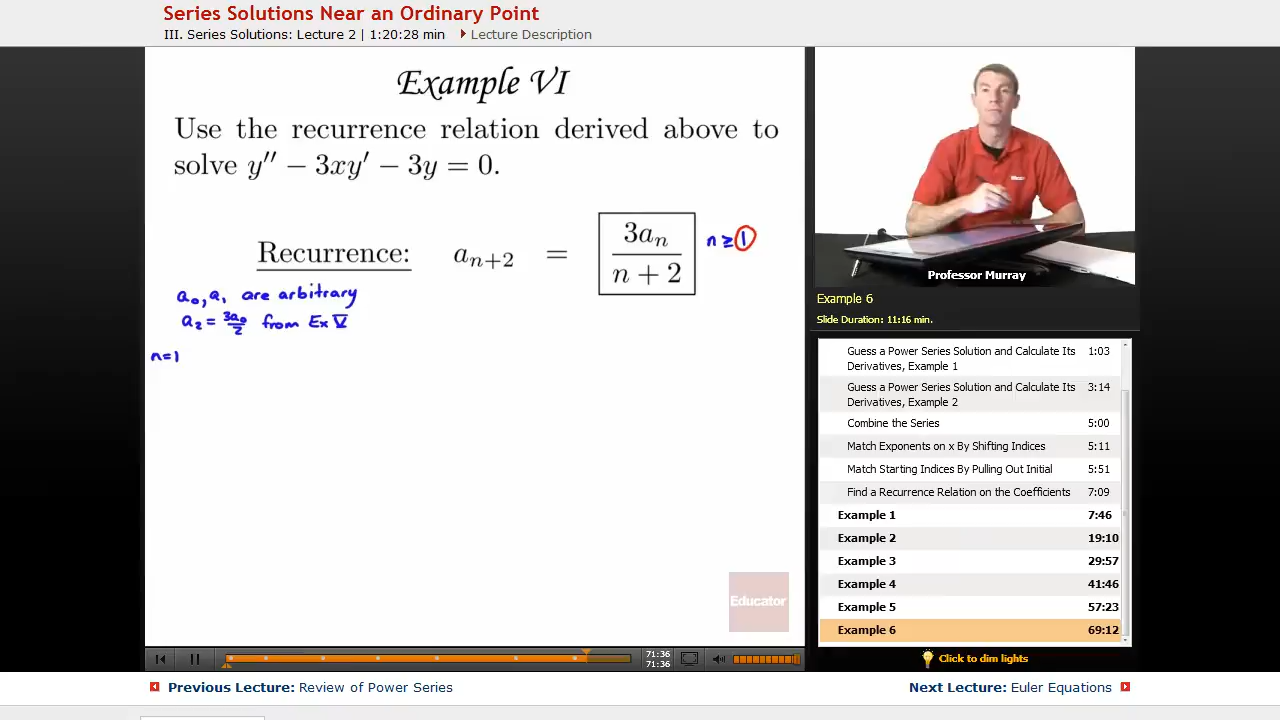 Series Solutions Near an Ordinary Point
III. Series Solutions: Lecture 2 | 1:20:28 min
Lecture Description
Example VI
Use the recurrence relation derived above to
solve y′′ − 3xy′ − 3y = 0.
Recurrence: aₙ₊₂ = 3aₙ / (n + 2) n ≥ 1
a₀, a₁ are arbitrary
a₂ = 3a₀/2 from Ex V
n=1
Educator
Professor Murray
Example 6
Slide Duration: 11:16 min.
Guess a Power Series Solution and Calculate Its
Derivatives, Example 1 1:03
Guess a Power Series Solution and Calculate Its
Derivatives, Example 2 3:14
Combine the Series 5:00
Match Exponents on x By Shifting Indices 5:11
Match Starting Indices By Pulling Out Initial 5:51
Find a Recurrence Relation on the Coefficients 7:09
Example 1 7:46
Example 2 19:10
Example 3 29:57
Example 4 41:46
Example 5 57:23
Example 6 69:12
71:36
71:36
Click to dim lights
Previous Lecture: Review of Power Series
Next Lecture: Euler Equations